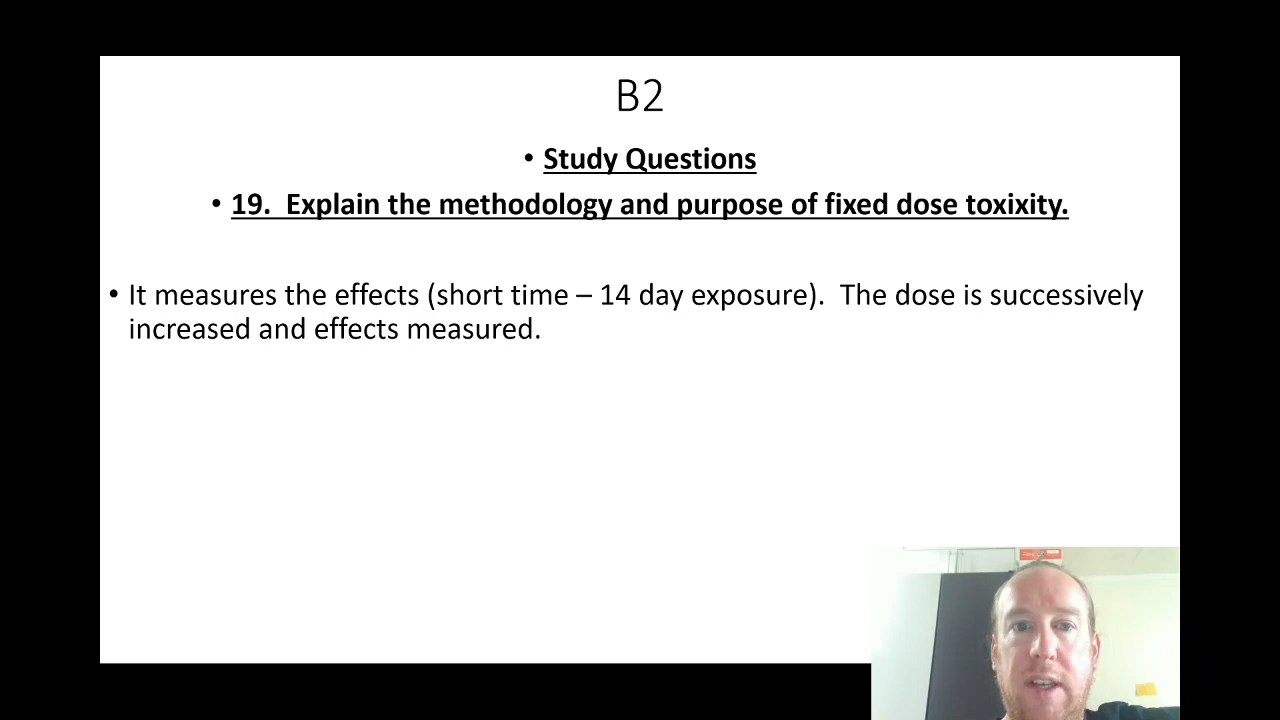 B2
• Study Questions
• 19.  Explain the methodology and purpose of fixed dose toxixity.
• It measures the effects (short time – 14 day exposure).  The dose is successively
increased and effects measured.